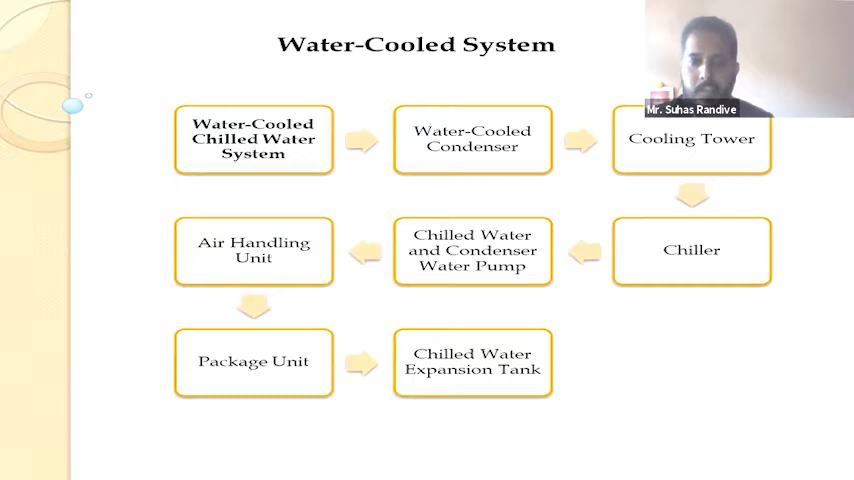 Water-Cooled System
Mr. Suhas Randive
Water-Cooled
Chilled Water
System
Water-Cooled
Condenser
Cooling Tower
Chiller
Chilled Water
and Condenser
Water Pump
Air Handling
Unit
Package Unit
Chilled Water
Expansion Tank